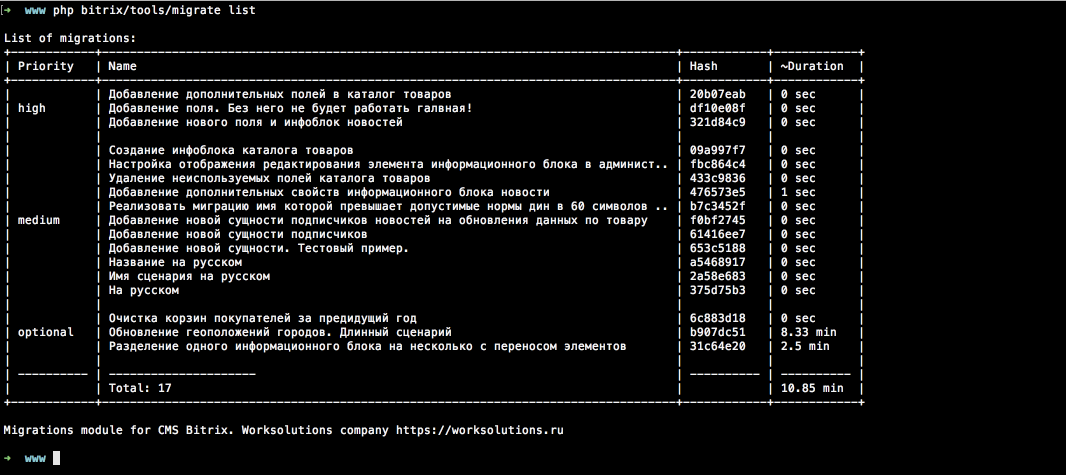 ➜ www php bitrix/tools/migrate list
List of migrations:
Priority Name Hash ~Duration
Добавление дополнительных полей в каталог товаров 20b07eab 0 sec
high Добавление поля. Без него не будет работать галвная! df10e08f 0 sec
Добавление нового поля и инфоблок новостей 321d84c9 0 sec
Создание инфоблока каталога товаров 09a997f7 0 sec
Настройка отображения редактирования элемента информационного блока в админист.. fbc864c4 0 sec
Удаление неиспользуемых полей каталога товаров 433c9836 0 sec
Добавление дополнительных свойств информационного блока новости 476573e5 1 sec
Реализовать миграцию имя которой превышает допустимые нормы дин в 60 символов .. b7c3452f 0 sec
medium Добавление новой сущности подписчиков новостей на обновления данных по товару f0bf2745 0 sec
Добавление новой сущности подписчиков 61416ee7 0 sec
Добавление новой сущности. Тестовый пример. 653c5188 0 sec
Название на русском a5468917 0 sec
Имя сценария на русском 2a58e683 0 sec
На русском 375d75b3 0 sec
Очистка корзин покупателей за предидущий год 6c883d18 0 sec
optional Обновление геоположений городов. Длинный сценарий b907dc51 8.33 min
Разделение одного информационного блока на несколько с переносом элементов 31c64e20 2.5 min
Total: 17 10.85 min
Migrations module for CMS Bitrix. Worksolutions company https://worksolutions.ru
➜ www